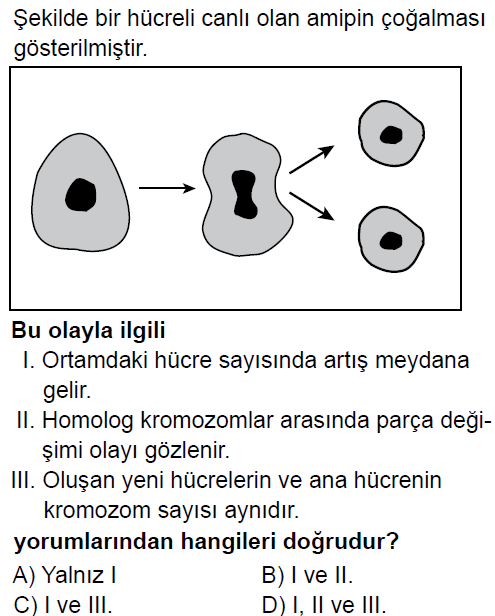 Şekilde bir hücreli canlı olan amipin çoğalması
gösterilmiştir.
Bu olayla ilgili
I. Ortamdaki hücre sayısında artış meydana
gelir.
II. Homolog kromozomlar arasında parça deği-
şimi olayı gözlenir.
III. Oluşan yeni hücrelerin ve ana hücrenin
kromozom sayısı aynıdır.
yorumlarından hangileri doğrudur?
A) Yalnız I B) I ve II.
C) I ve III. D) I, II ve III.